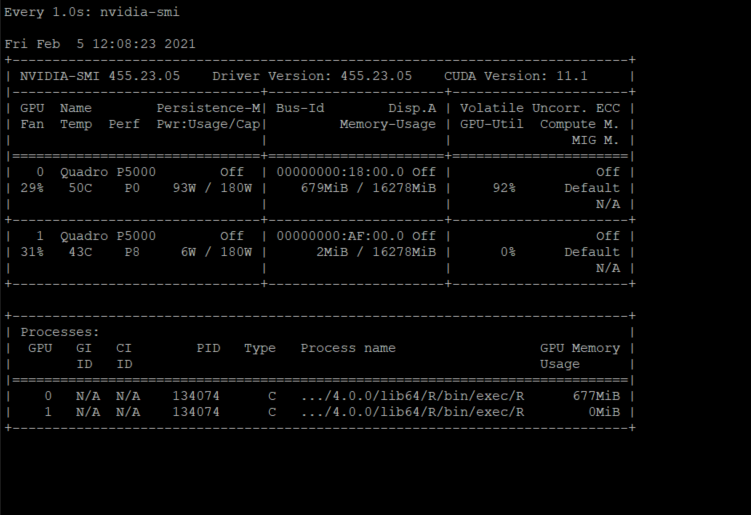 Every 1.0s: nvidia-smi
Fri Feb  5 12:08:23 2021
+-----------------------------------------------------------------------------+
| NVIDIA-SMI 455.23.05    Driver Version: 455.23.05    CUDA Version: 11.1     |
|-------------------------------+----------------------+----------------------+
| GPU  Name        Persistence-M| Bus-Id        Disp.A | Volatile Uncorr. ECC |
| Fan  Temp  Perf  Pwr:Usage/Cap|         Memory-Usage | GPU-Util  Compute M. |
|                               |                      |               MIG M. |
|===============================+======================+======================|
|   0  Quadro P5000        Off  | 00000000:18:00.0 Off |                  Off |
| 29%   50C    P0    93W / 180W |    679MiB / 16278MiB |     92%      Default |
|                               |                      |                  N/A |
+-------------------------------+----------------------+----------------------+
|   1  Quadro P5000        Off  | 00000000:AF:00.0 Off |                  Off |
| 31%   43C    P8     6W / 180W |      2MiB / 16278MiB |      0%      Default |
|                               |                      |                  N/A |
+-------------------------------+----------------------+----------------------+
+-----------------------------------------------------------------------------+
| Processes:                                                                  |
|  GPU   GI   CI        PID   Type   Process name                  GPU Memory |
|        ID   ID                                                   Usage      |
|=============================================================================|
|    0   N/A  N/A    134074      C   .../4.0.0/lib64/R/bin/exec/R      677MiB |
|    1   N/A  N/A    134074      C   .../4.0.0/lib64/R/bin/exec/R        0MiB |
+-----------------------------------------------------------------------------+